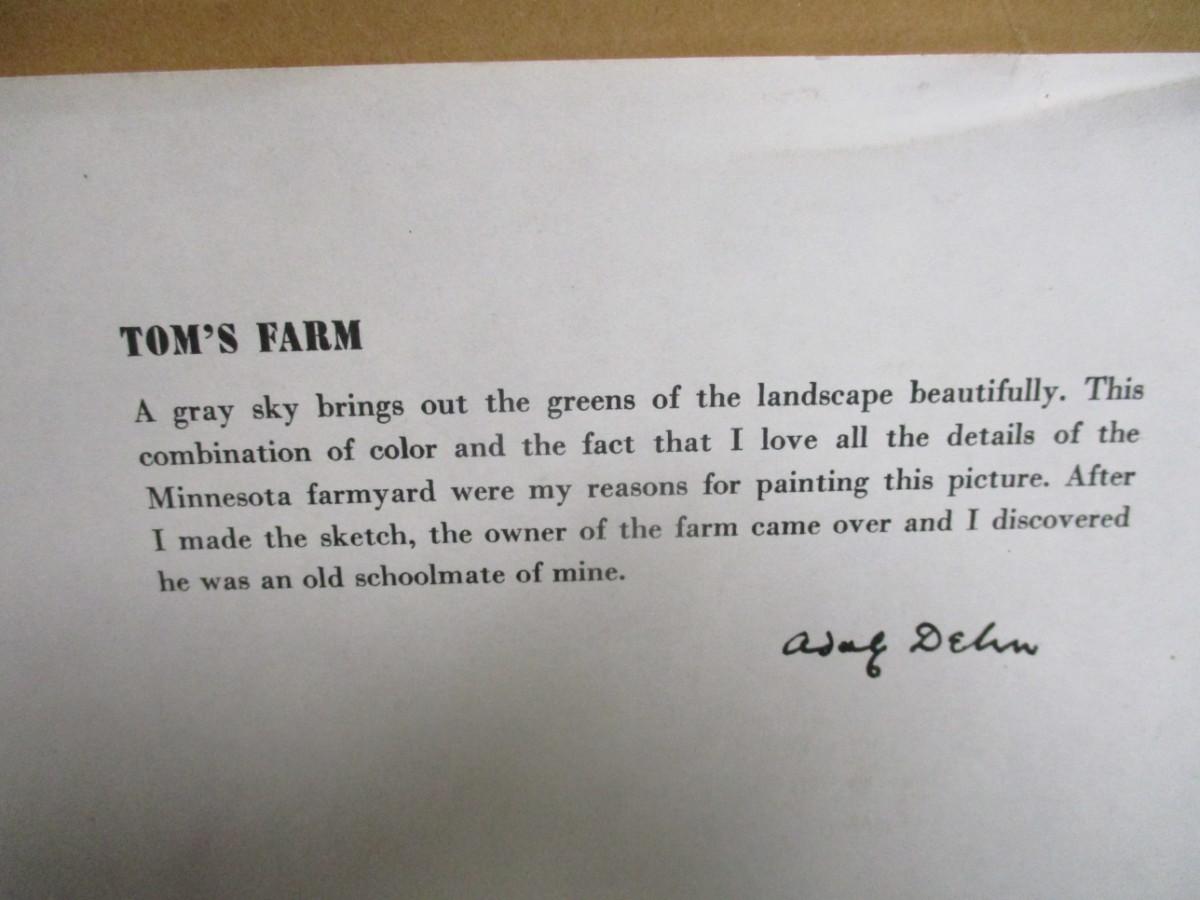 TOM'S FARM
A gray sky brings out the greens of the landscape beautifully. This
combination of color and the fact that I love all the details of the
Minnesota farmyard were my reasons for painting this picture. After
I made the sketch, the owner of the farm came over and I discovered
he was an old schoolmate of mine.
Adolf Dehn